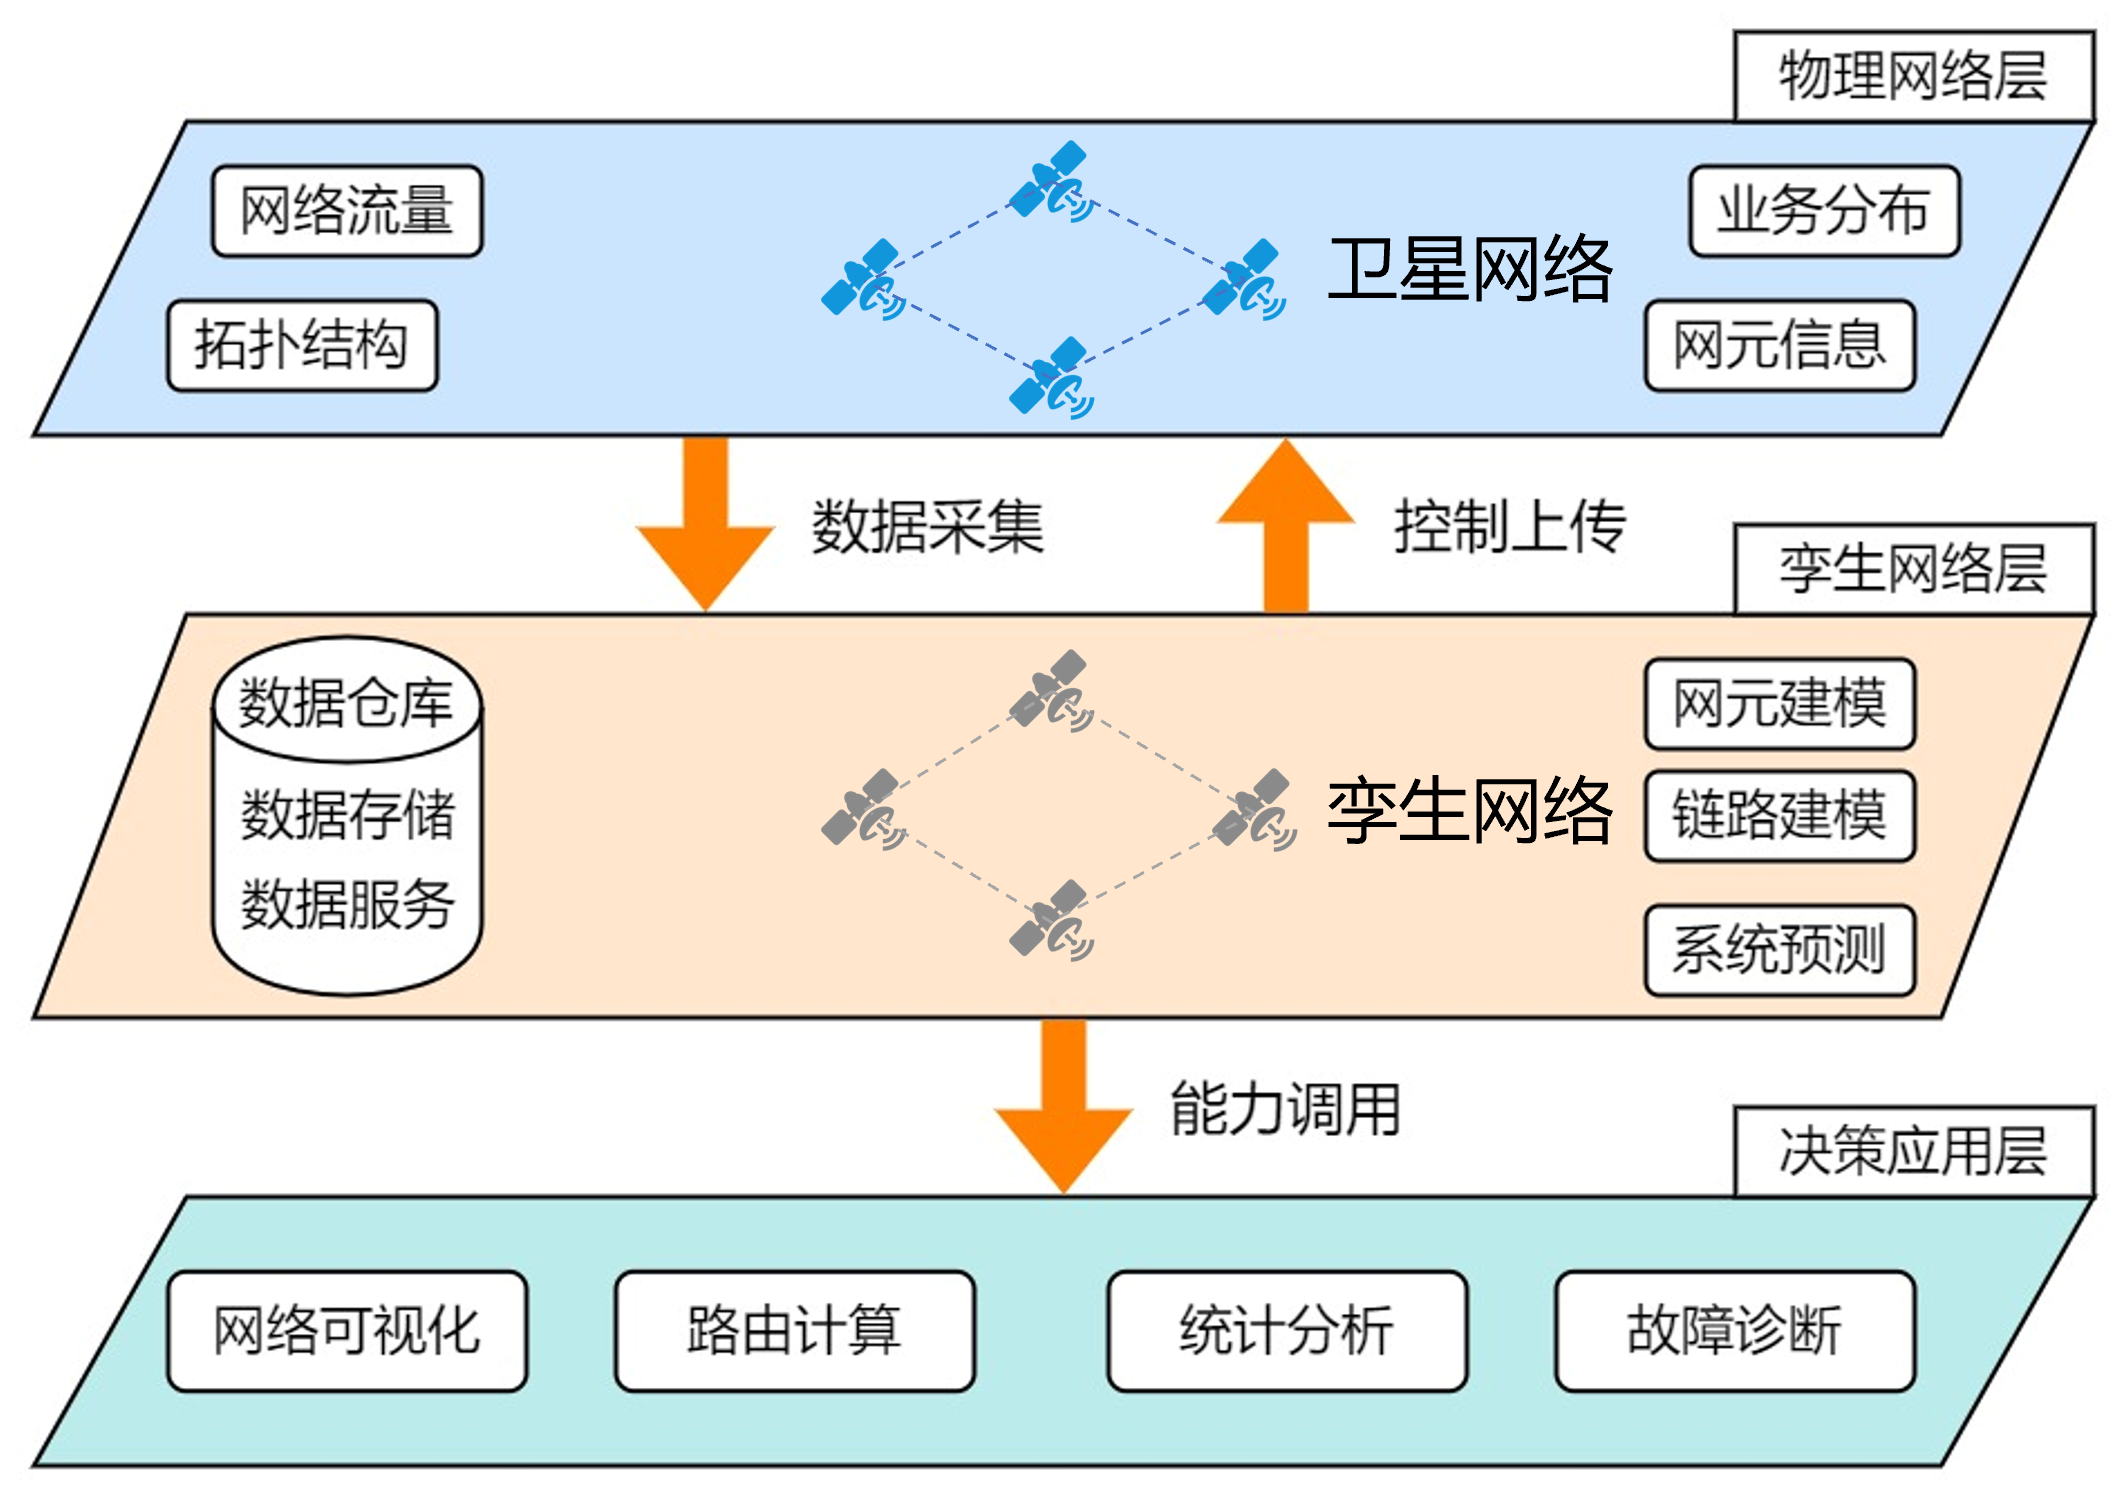 物理网络层
网络流量
业务分布
卫星网络
拓扑结构
网元信息
数据采集
控制上传
孪生网络层
数据仓库
网元建模
数据存储
孪生网络
链路建模
数据服务
系统预测
能力调用
决策应用层
网络可视化
路由计算
统计分析
故障诊断